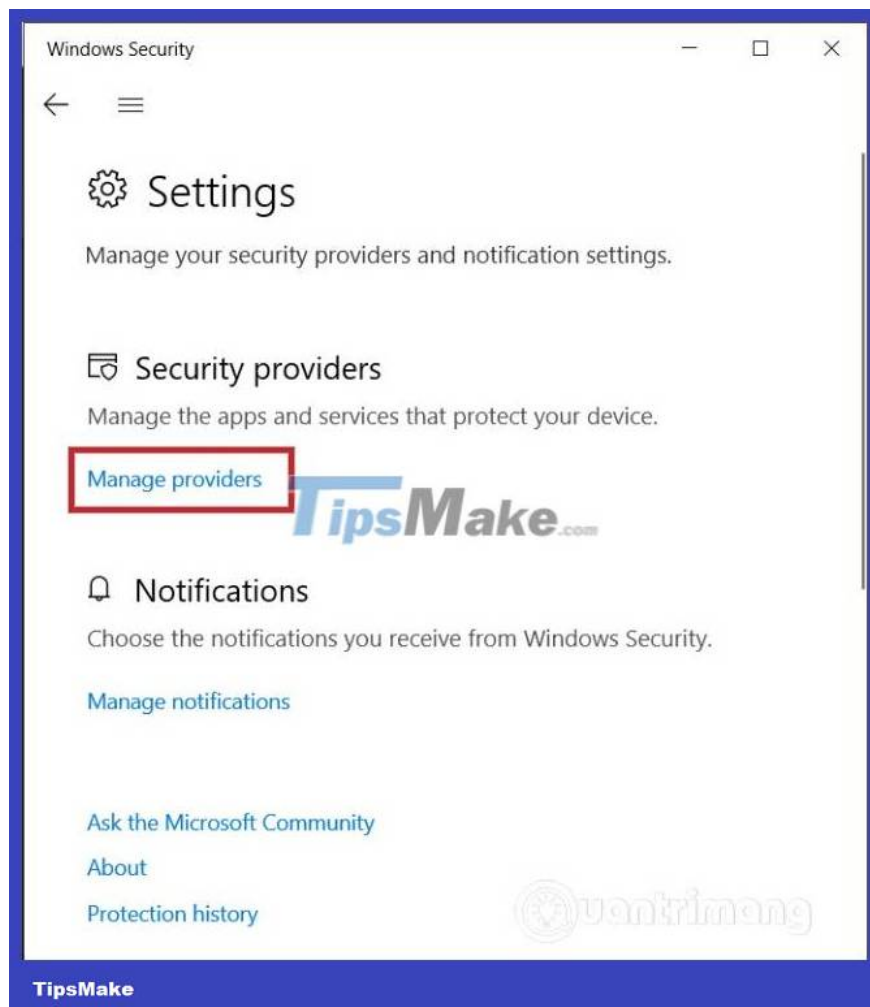 Windows Security
Settings
Manage your security providers and notification settings.
Security providers
Manage the apps and services that protect your device.
Manage providers
TipsMake.com
Notifications
Choose the notifications you receive from Windows Security.
Manage notifications
Ask the Microsoft Community
About
Protection history
Quantrimang
TipsMake